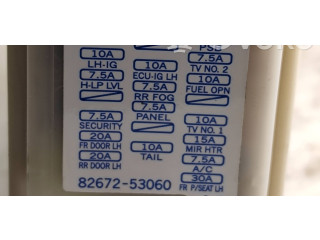 PSB
10A
LH-IG
7.5A
H-LP LVL
7.5A
SECURITY
20A
FR DOOR LH
20A
RR DOOR LH
10A
ECU-IG LH
7.5A
RR FOG
7.5A
PANEL
10A
TAIL
7.5A
TV NO. 2
10A
FUEL OPN
10A
TV NO. 1
15A
MIR HTR
7.5A
A/C
30A
FR P/SEAT LH
82672-53060